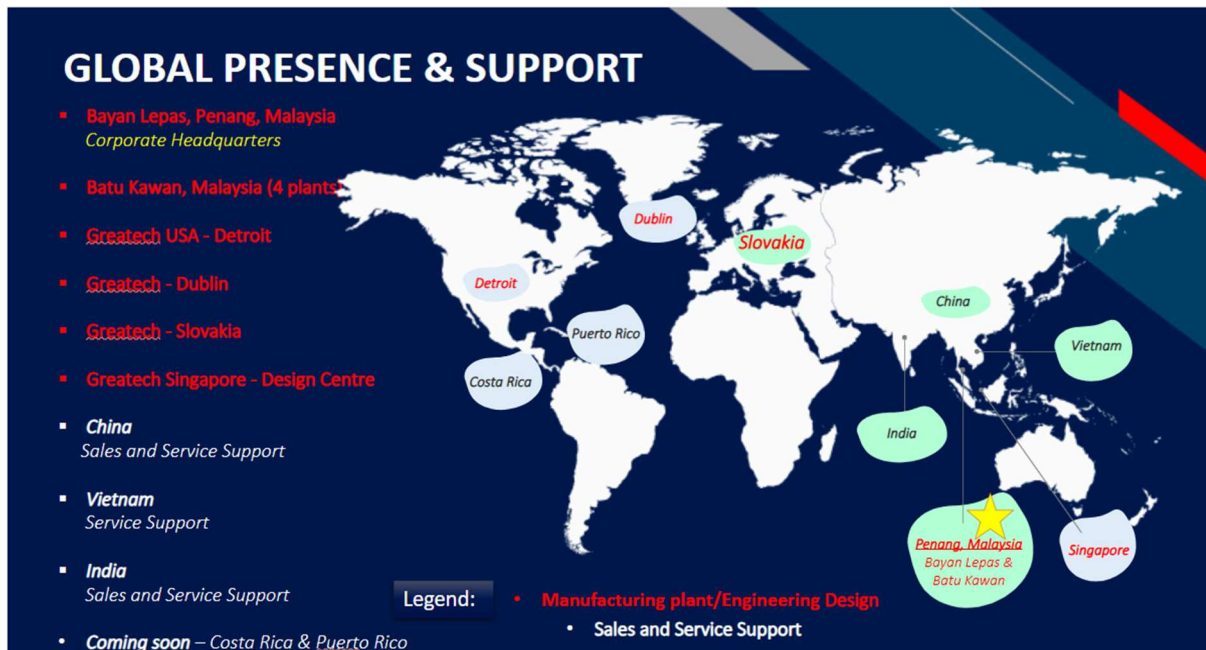 GLOBAL PRESENCE & SUPPORT
▪ Bayan Lepas, Penang, Malaysia
Corporate Headquarters
▪ Batu Kawan, Malaysia (4 plants)
▪ Greatech USA - Detroit
▪ Greatech - Dublin
▪ Greatech - Slovakia
▪ Greatech Singapore - Design Centre
▪ China
Sales and Service Support
▪ Vietnam
Service Support
▪ India
Sales and Service Support
• Coming soon – Costa Rica & Puerto Rico
Dublin
Slovakia
Detroit
China
Puerto Rico
Vietnam
Costa Rica
India
Penang, Malaysia
Bayan Lepas &
Batu Kawan
Singapore
Legend:
• Manufacturing plant/Engineering Design
• Sales and Service Support